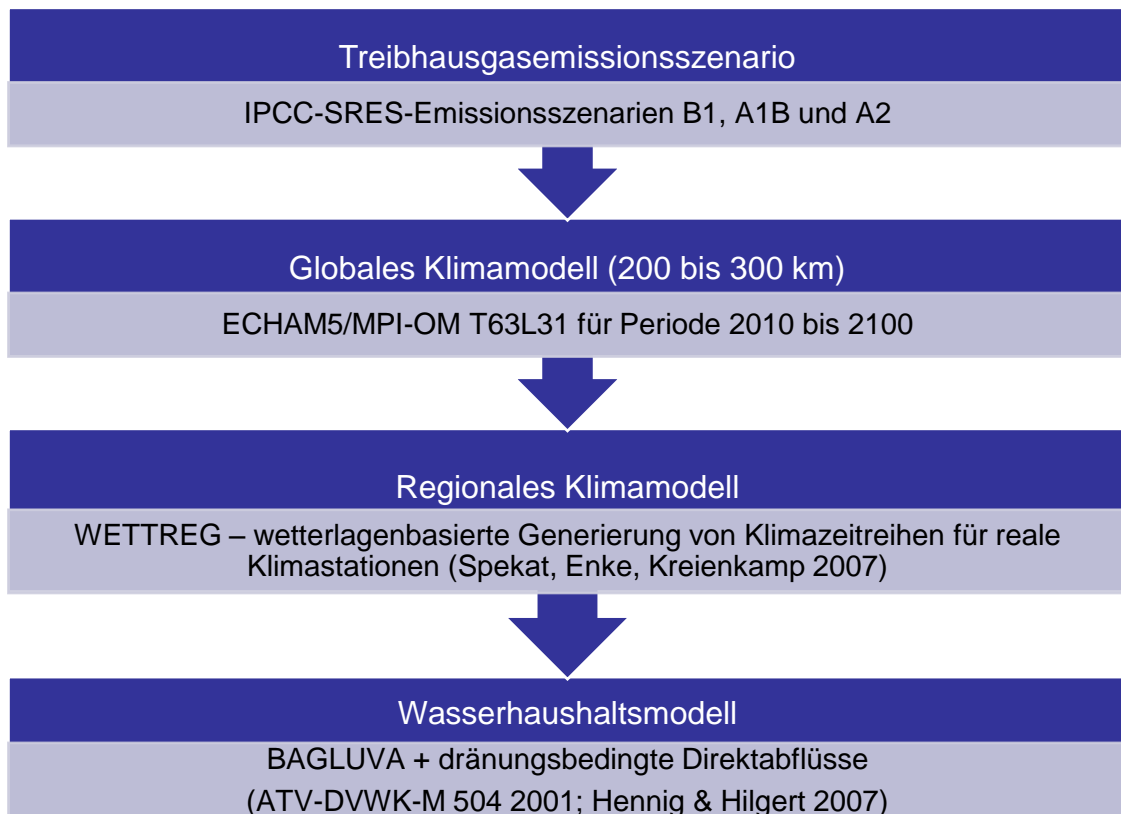 Treibhausgasemissionsszenario
IPCC-SRES-Emissionsszenarien B1, A1B und A2
Globales Klimamodell (200 bis 300 km)
ECHAM5/MPI-OM T63L31 für Periode 2010 bis 2100
Regionales Klimamodell
WETTREG – wetterlagenbasierte Generierung von Klimazeitreihen für reale
Klimastationen (Spekat, Enke, Kreienkamp 2007)
Wasserhaushaltsmodell
BAGLUVA + dränungsbedingte Direktabflüsse
(ATV-DVWK-M 504 2001; Hennig & Hilgert 2007)